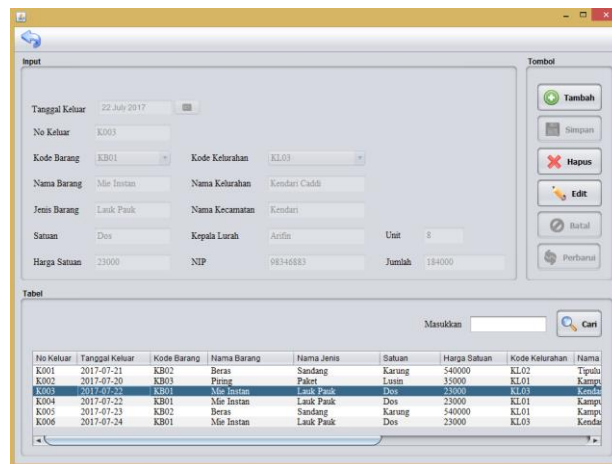 Input
Tombol
Tanggal Keluar 22 July 2017
No Keluar K003
Kode Barang KB01 Kode Kelurahan KL03
Nama Barang Mie Instan Nama Kelurahan Kendari Caddi
Jenis Barang Lauk Pauk Nama Kecamatan Kendari
Satuan Dos Kepala Lurah Arifin Unit 8
Harga Satuan 23000 NIP 98346883 Jumlah 184000
Tambah
Simpan
Hapus
Edit
Batal
Perbarui
Tabel
Masukkan Cari
No Keluar Tanggal Keluar Kode Barang Nama Barang Nama Jenis Satuan Harga Satuan Kode Kelurahan Nama
K001 2017-07-21 KB02 Beras Sandang Karung 540000 KL02 Tipulu
K002 2017-07-20 KB03 Piring Paket Lusin 35000 KL01 Kampu
K003 2017-07-22 KB01 Mie Instan Lauk Pauk Dos 23000 KL03 Kendar
K004 2017-07-22 KB01 Mie Instan Lauk Pauk Dos 23000 KL01 Kampu
K005 2017-07-23 KB02 Beras Sandang Karung 540000 KL01 Kampu
K006 2017-07-24 KB01 Mie Instan Lauk Pauk Dos 23000 KL03 Kendar